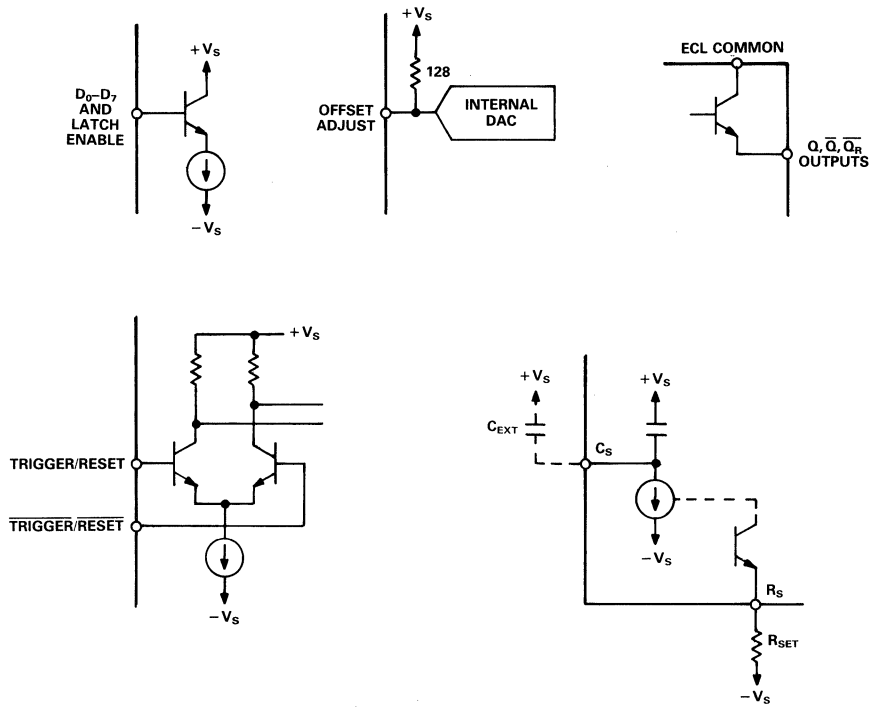 +VS
D0–D7
AND
LATCH
ENABLE
−VS
+VS
128
OFFSET
ADJUST
INTERNAL
DAC
ECL COMMON
Q, Q̅, Q̅R̅
OUTPUTS
+VS
TRIGGER/RESET
TRIGGER/RESET
−VS
+VS
+VS
CEXT
CS
−VS
RS
RSET
−VS